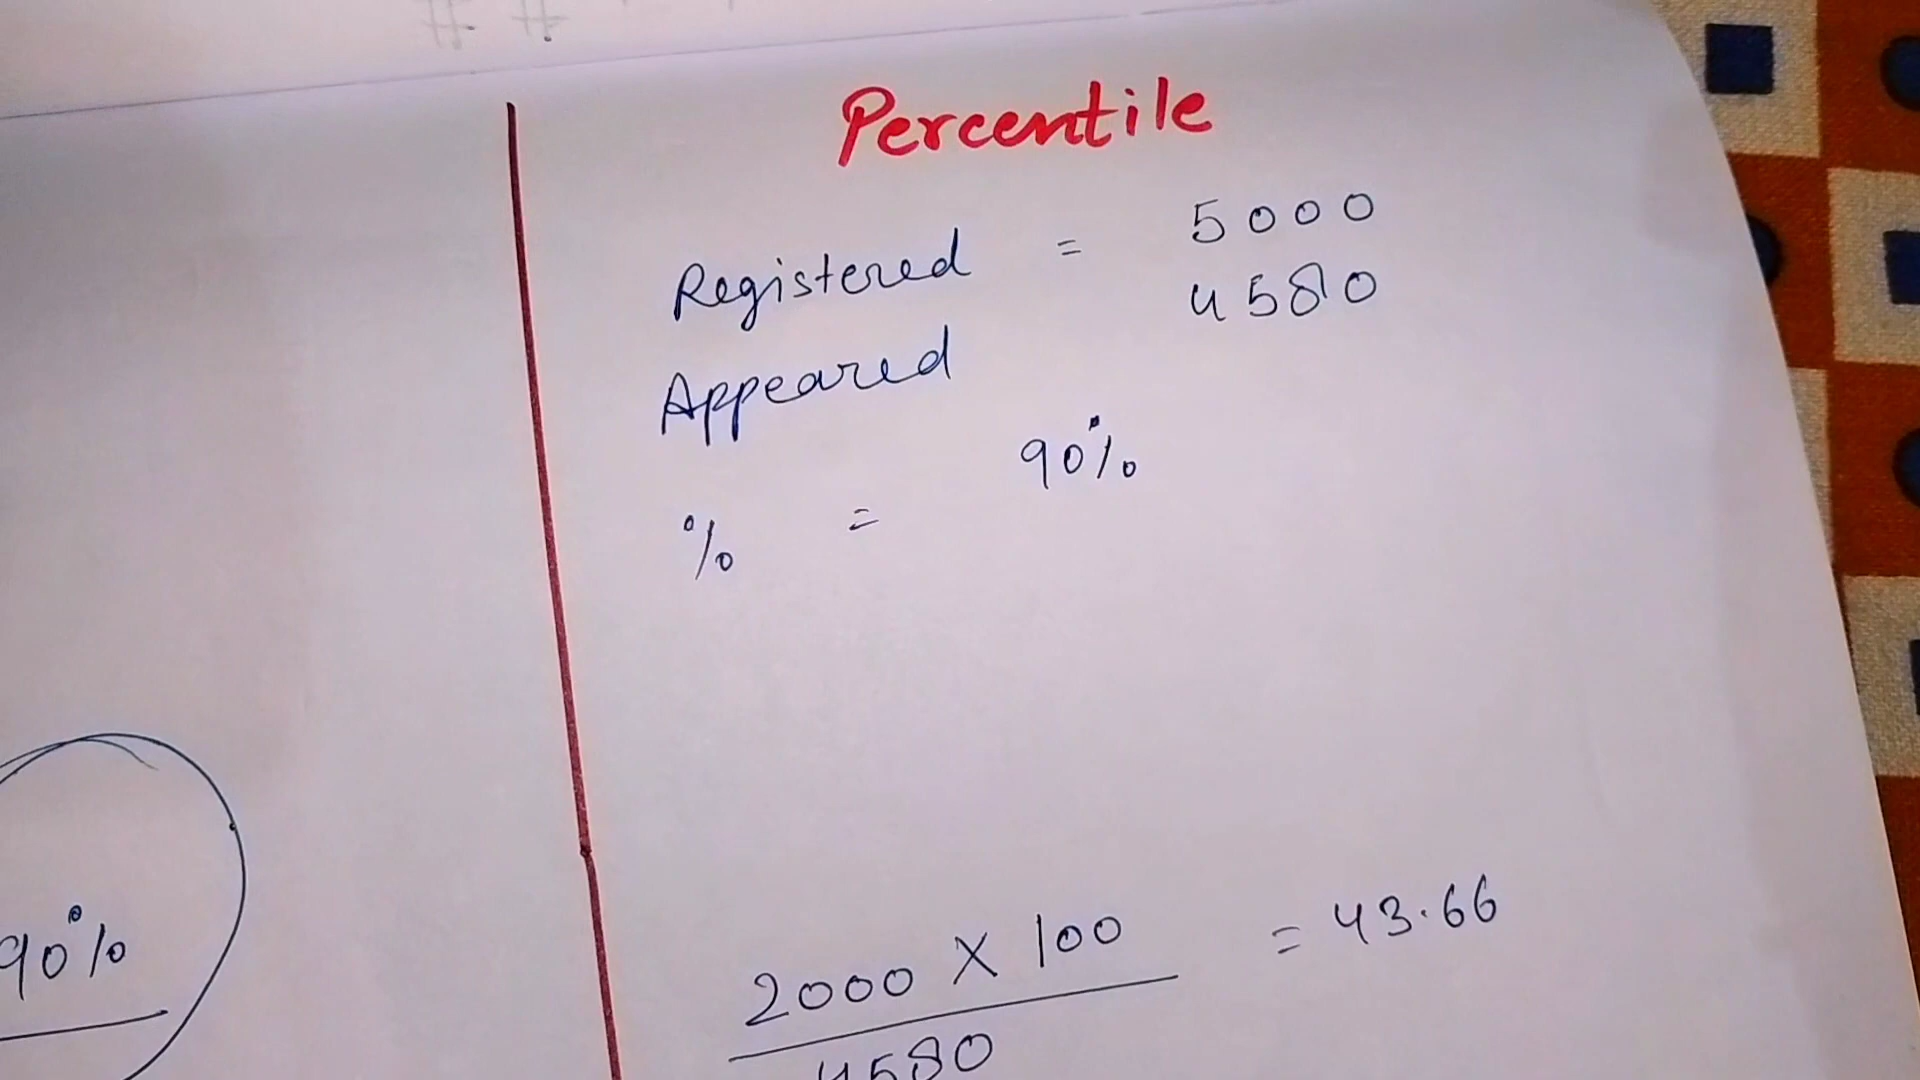 Percentile
Registered = 5000
Appeared 4580
% = 90%
90%
2000 X 100 = 43.66
4580